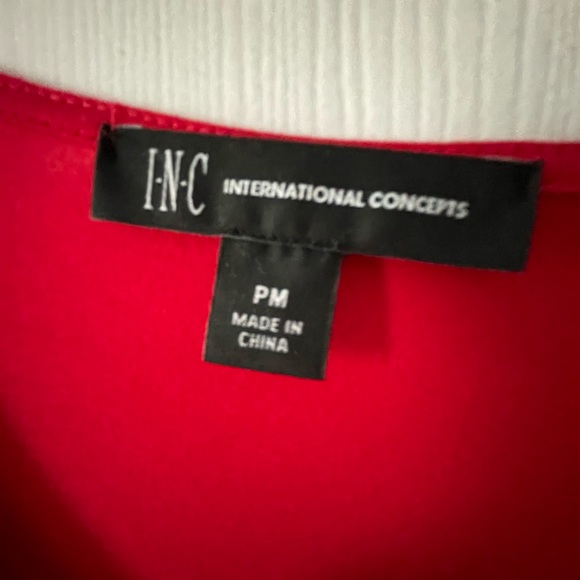 I·N·C INTERNATIONAL CONCEPTS
PM
MADE IN
CHINA